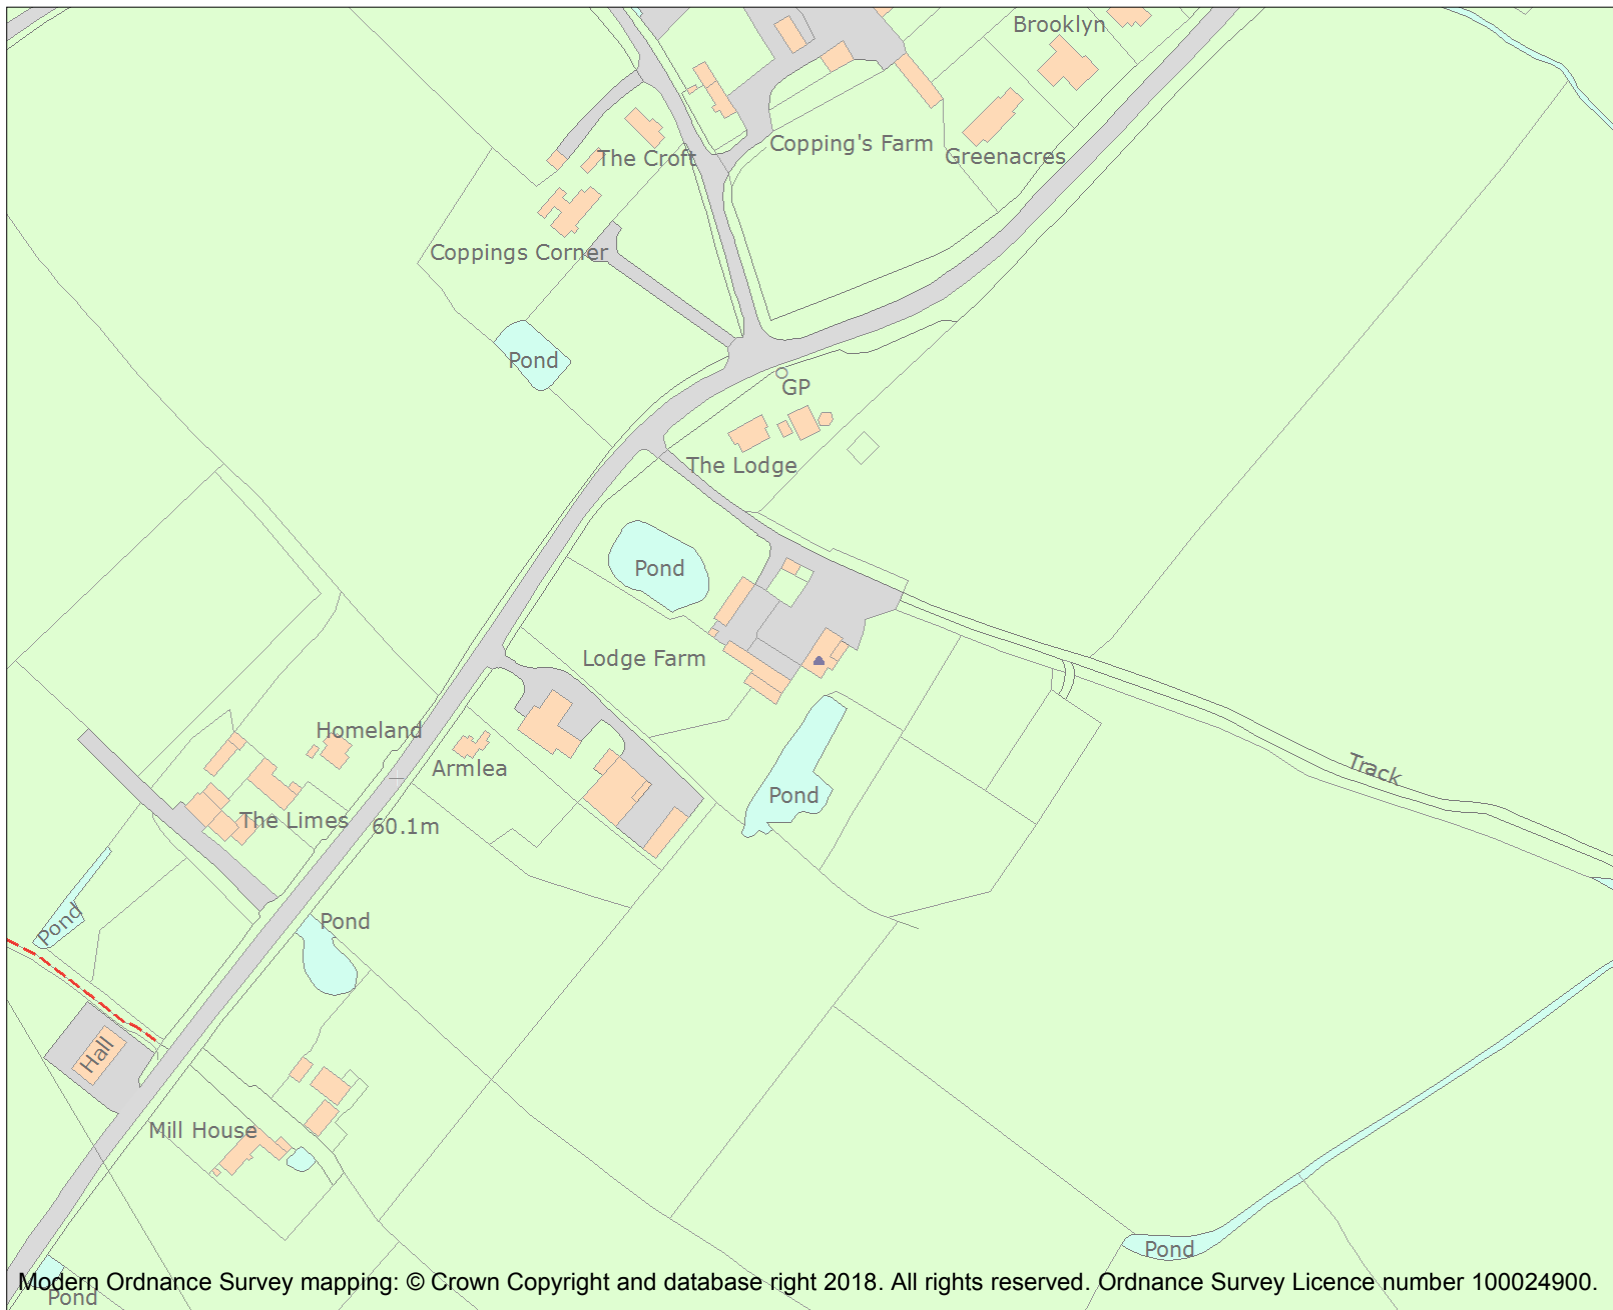 Brooklyn
Copping's Farm
Greenacres
The Croft
Coppings Corner
Pond
GP
The Lodge
Pond
Lodge Farm
Homeland
Armlea
Track
Pond
The Limes
60.1m
Pond
Pond
Hall
Mill House
Pond
Modern Ordnance Survey mapping: © Crown Copyright and database right 2018. All rights reserved. Ordnance Survey Licence number 100024900.
Pond